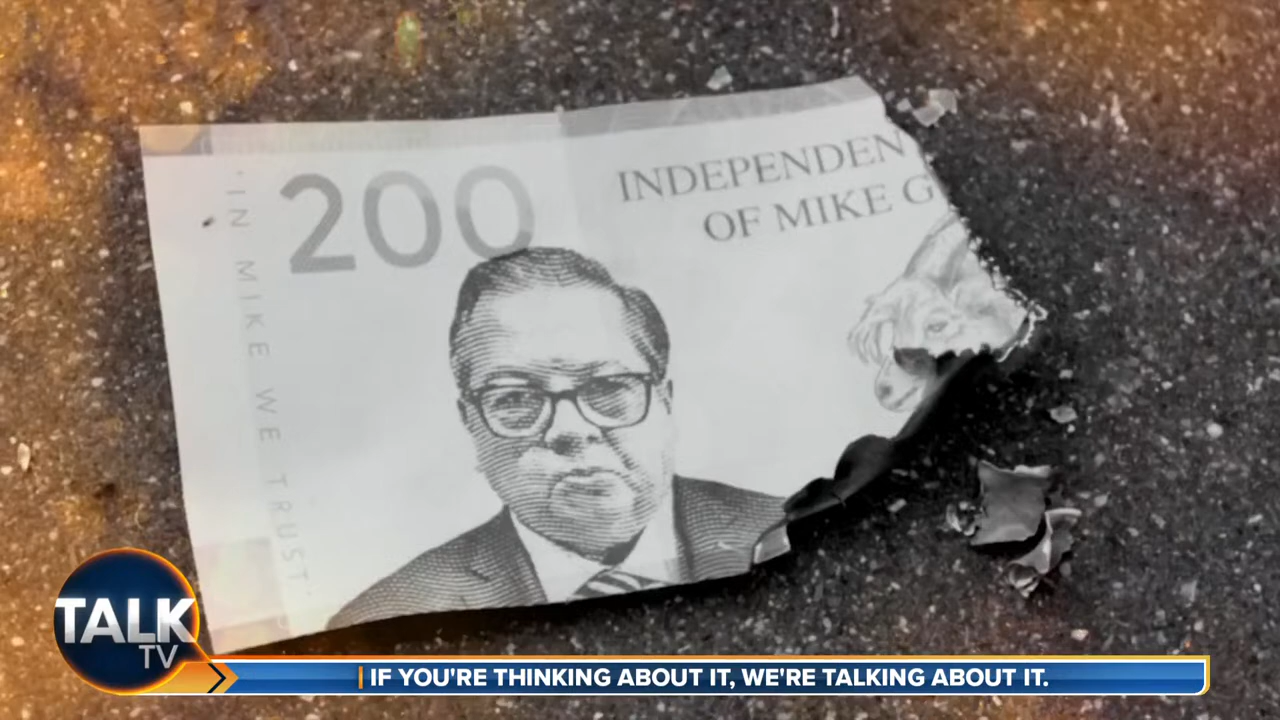 200
INDEPENDEN
OF MIKE G
'IN MIKE WE TRUST'
TALK
TV
IF YOU'RE THINKING ABOUT IT, WE'RE TALKING ABOUT IT.